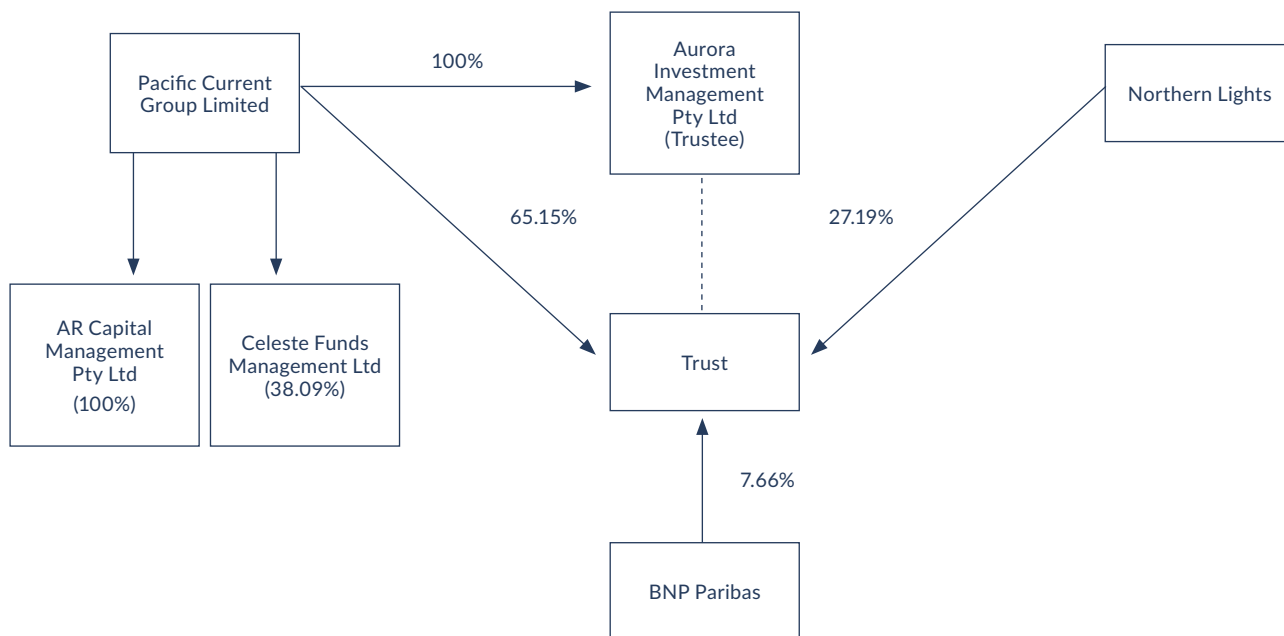 Pacific Current
Group Limited
100%
Aurora
Investment
Management
Pty Ltd
(Trustee)
Northern Lights
65.15%
27.19%
AR Capital
Management
Pty Ltd
(100%)
Celeste Funds
Management Ltd
(38.09%)
Trust
7.66%
BNP Paribas